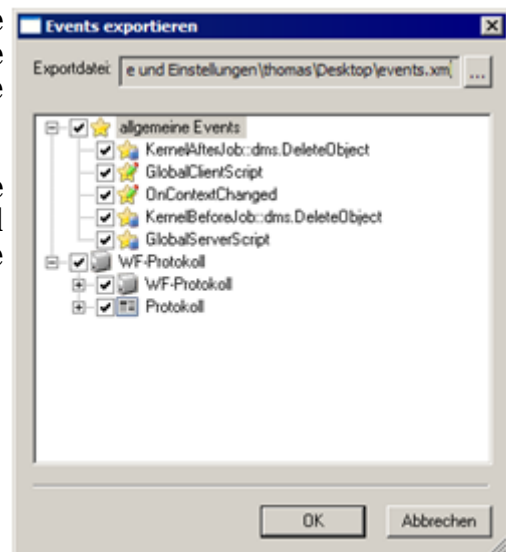 Events exportieren
Exportdatei: e und Einstellungen\thomas\Desktop\events.xm
...
allgemeine Events
KernelAfterJob::dms.DeleteObject
GlobalClientScript
OnContextChanged
KernelBeforeJob::dms.DeleteObject
GlobalServerScript
WF-Protokoll
WF-Protokoll
Protokoll
OK
Abbrechen